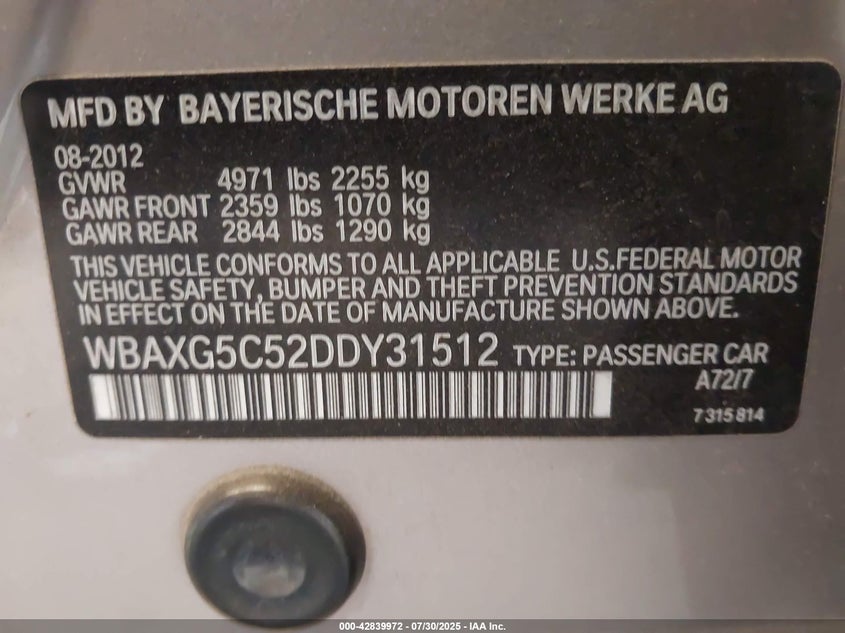 MFD BY BAYERISCHE MOTOREN WERKE AG
08-2012
GVWR 4971 lbs 2255 kg
GAWR FRONT 2359 lbs 1070 kg
GAWR REAR 2844 lbs 1290 kg
THIS VEHICLE CONFORMS TO ALL APPLICABLE U.S.FEDERAL MOTOR
VEHICLE SAFETY, BUMPER AND THEFT PREVENTION STANDARDS
IN EFFECT ON THE DATE OF MANUFACTURE SHOWN ABOVE.
WBAXG5C52DDY31512 TYPE: PASSENGER CAR
A72/7
7 315 814
000-42839972 - 07/30/2025 - IAA Inc.